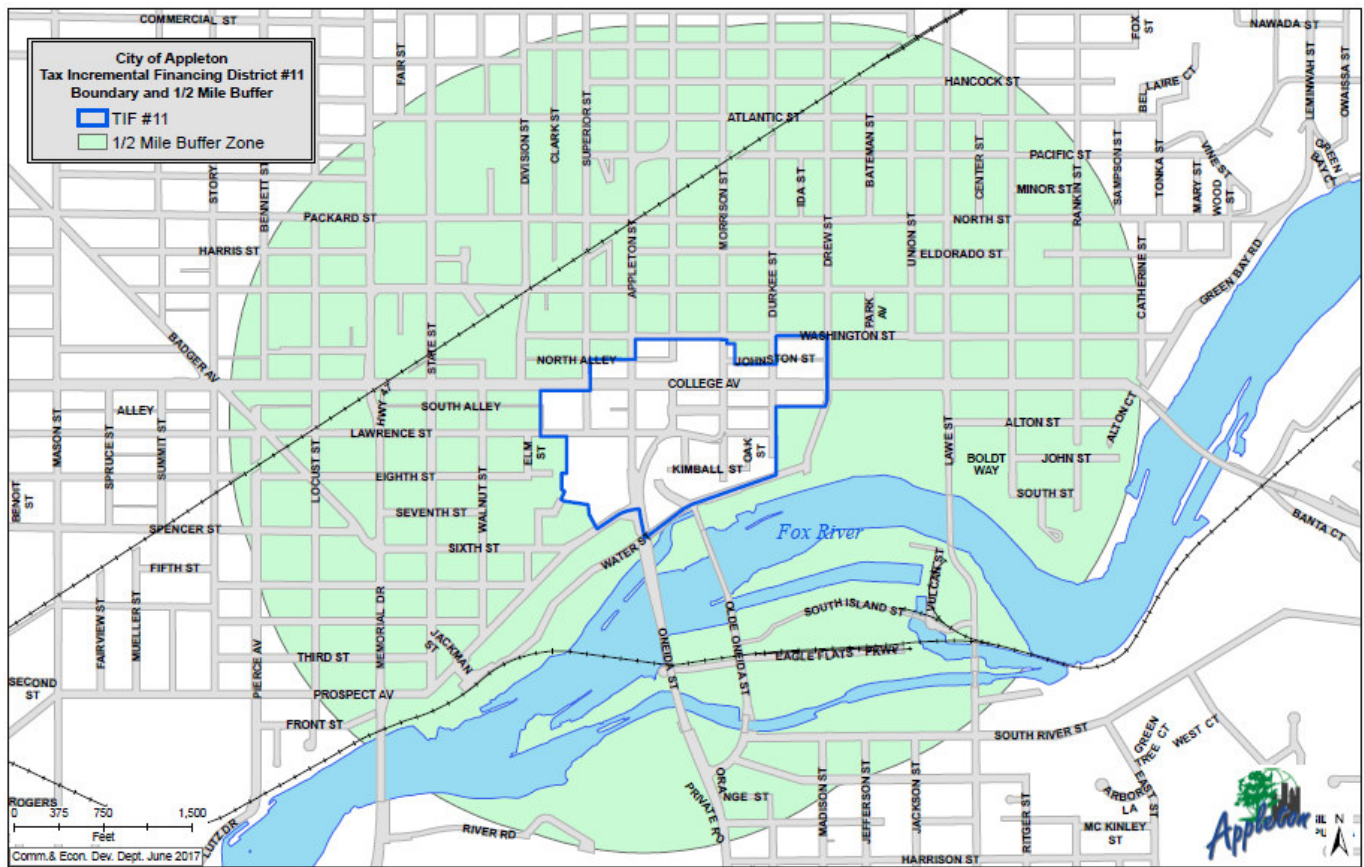 COMMERCIAL ST
City of Appleton
Tax Incremental Financing District #11
Boundary and 1/2 Mile Buffer
TIF #11
1/2 Mile Buffer Zone
FAIR ST
FOX ST
NAWADA ST
HANCOCK ST
BELLAIRE CT
LEMINWAH ST
OWAISSA ST
ATLANTIC ST
DIVISION ST
CLARK ST
SUPERIOR ST
BATEMAN ST
CENTER ST
PACIFIC ST
SAMPSON ST
TONKA ST
VINE ST
GREEN BAY CT
STORY
BENNETT ST
MORRISON ST
IDA ST
MINOR ST
RANKIN ST
MARY ST
WOOD ST
PACKARD ST
NORTH ST
HARRIS ST
APPLETON ST
DREW ST
UNION ST
ELDORADO ST
DURKEE ST
CATHERINE ST
GREEN BAY RD
PARK AV
STATE ST
BADGER AV
WASHINGTON ST
NORTH ALLEY
JOHNSTON ST
COLLEGE AV
HWY 47
ALLEY
SOUTH ALLEY
LAWRENCE ST
MASON ST
SPRUCE ST
SUMMIT ST
LOCUST ST
ELM ST
OAK ST
LAWE ST
ALTON ST
ALTON CT
KIMBALL ST
EIGHTH ST
WALNUT ST
BOLDT WAY
JOHN ST
BENOIT ST
SOUTH ST
SEVENTH ST
SPENCER ST
BANTA CT
SIXTH ST
WATER ST
Fox River
FIFTH ST
VULCAN ST
FAIRVIEW ST
MUELLER ST
MEMORIAL DR
SOUTH ISLAND ST
JACKMAN ST
OLDE ONEIDA ST
ONEIDA ST
THIRD ST
EAGLE FLATS PKWY
SECOND ST
PIERCE AV
PROSPECT AV
FRONT ST
SOUTH RIVER ST
GREEN TREE CT
WEST CT
EAST ST
ORANGE ST
PRIVATE RD
MADISON ST
JEFFERSON ST
JACKSON ST
RITGER ST
ARBOR LA
ROGERS
0 375 750 1,500
Feet
LUTZ DR
RIVER RD
MC KINLEY ST
Appleton
N
Comm.& Econ. Dev. Dept. June 2017
HARRISON ST